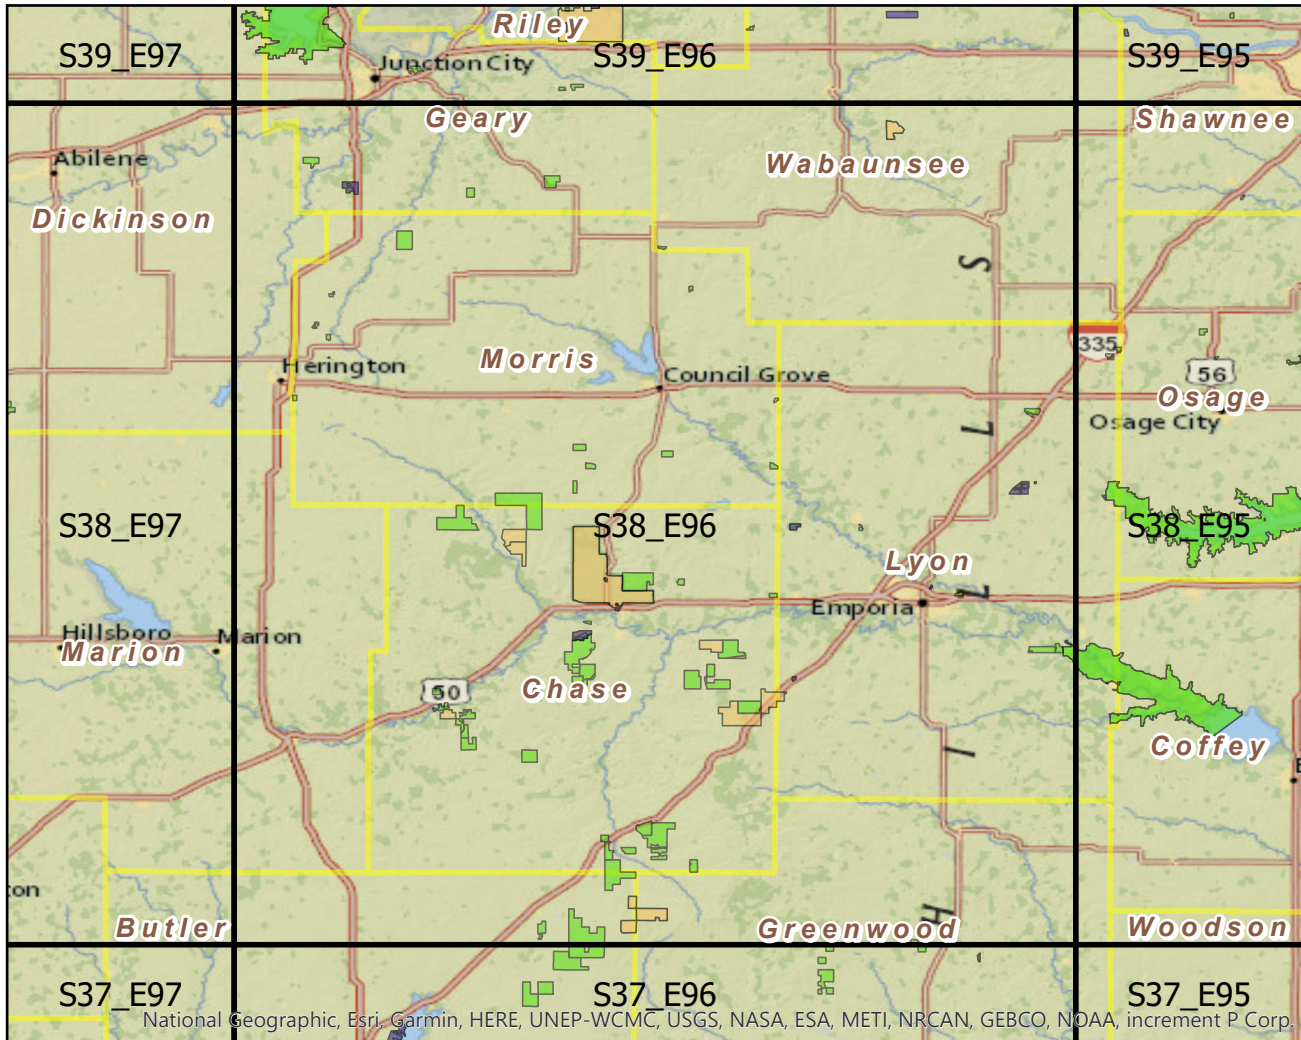 Riley
S39_E97
S39_E96
S39_E95
Junction City
Geary
Shawnee
Abilene
Wabaunsee
Dickinson
S
335
Herington
Morris
Council Grove
56
Osage
Osage City
7
S38_E97
S38_E96
S38_E95
Lyon
7
Emporia
Hillsboro
Marion
Marion
50
Chase
I
Coffey
E
ton
H
Butler
Greenwood
Woodson
S37_E97
S37_E96
S37_E95
National Geographic, Esri, Garmin, HERE, UNEP-WCMC, USGS, NASA, ESA, METI, NRCAN, GEBCO, NOAA, increment P Corp.